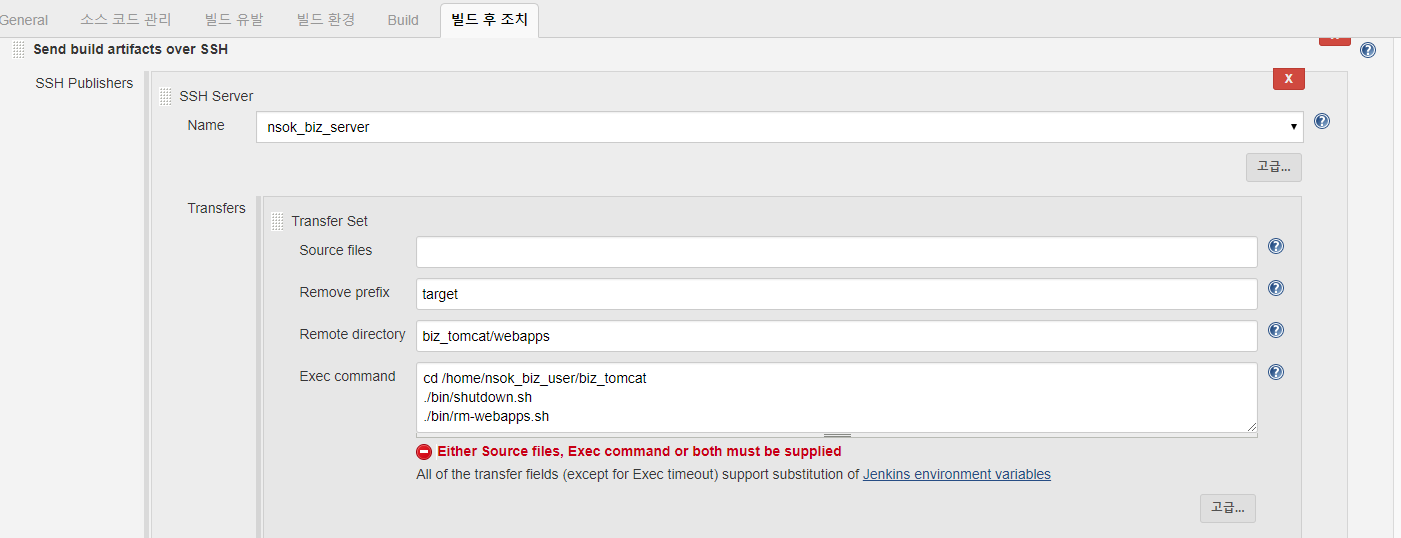 General 소스 코드 관리 빌드 유발 빌드 환경 Build 빌드 후 조치
Send build artifacts over SSH
SSH Publishers
X
SSH Server
Name nsok_biz_server
고급...
Transfers
Transfer Set
Source files
Remove prefix target
Remote directory biz_tomcat/webapps
Exec command cd /home/nsok_biz_user/biz_tomcat
./bin/shutdown.sh
./bin/rm-webapps.sh
Either Source files, Exec command or both must be supplied
All of the transfer fields (except for Exec timeout) support substitution of Jenkins environment variables
고급...